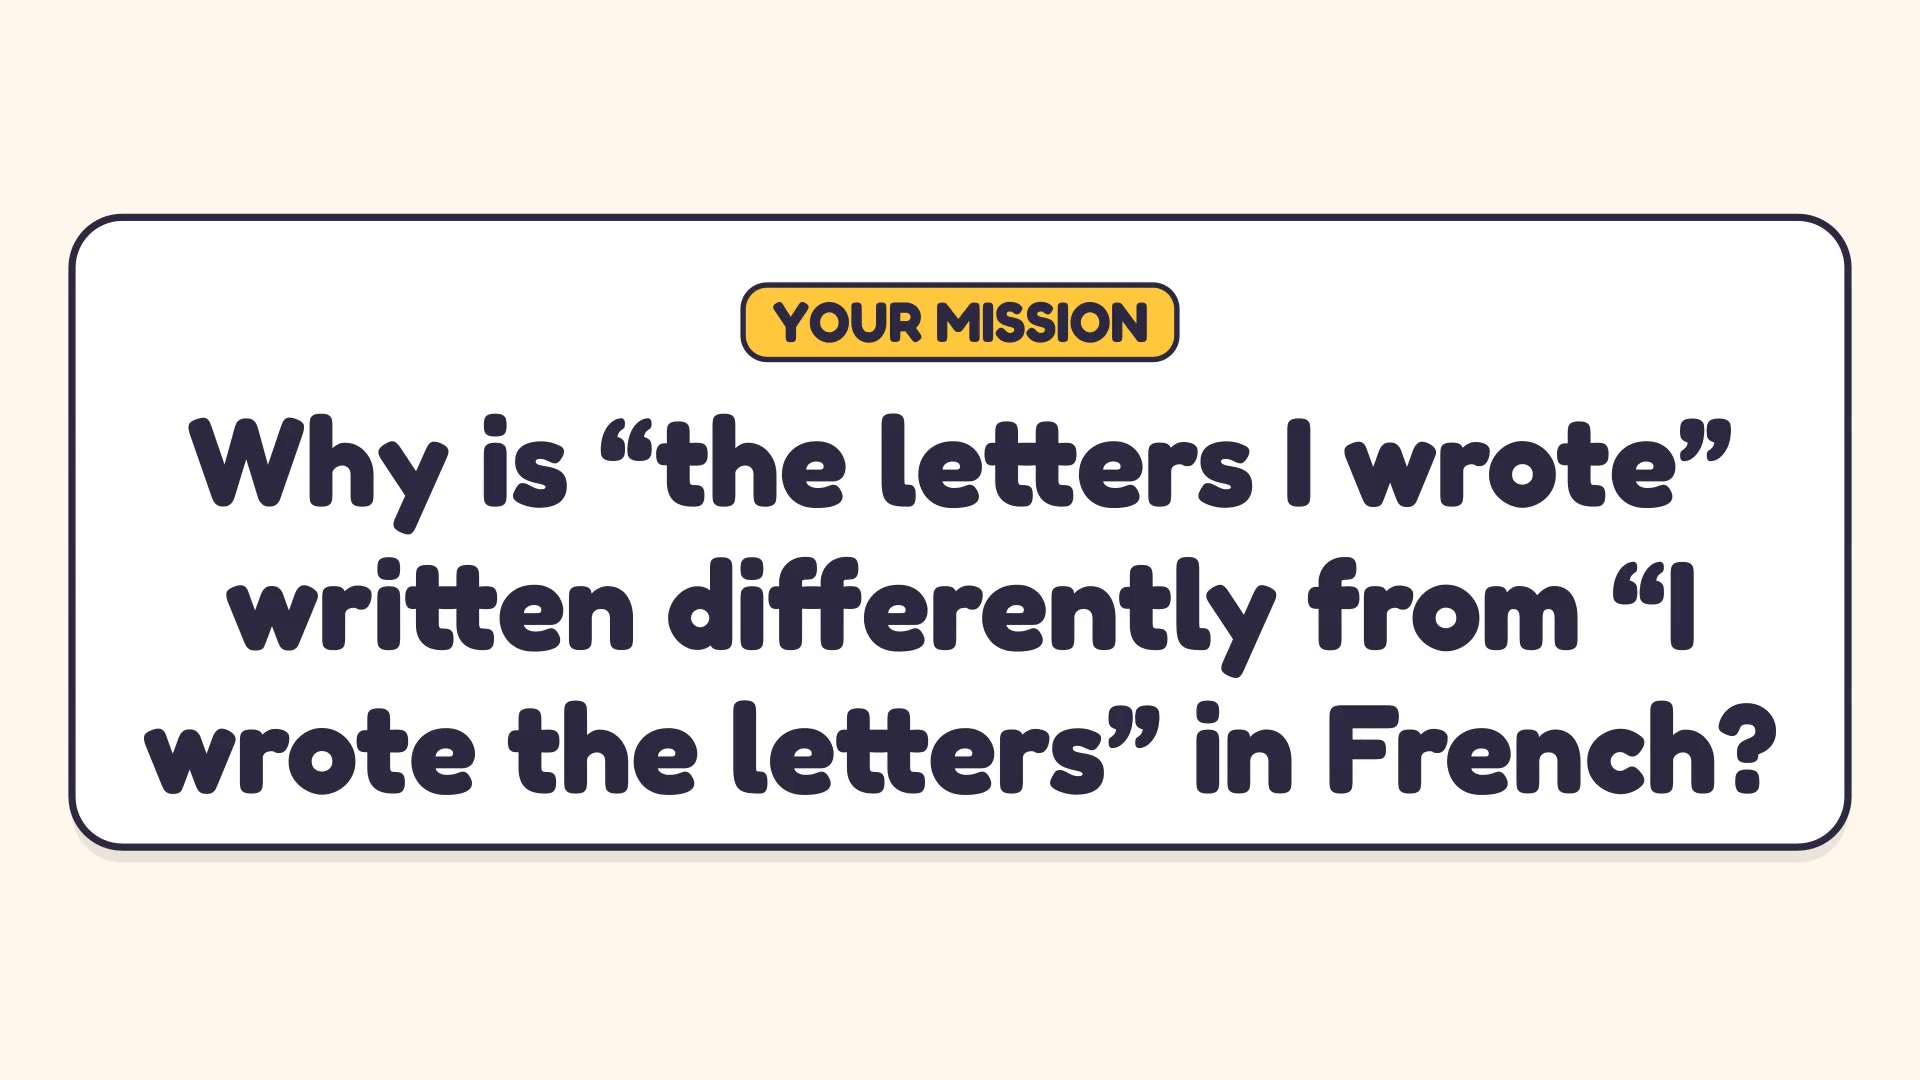 YOUR MISSION
Why is “the letters I wrote”
written differently from “I
wrote the letters” in French?